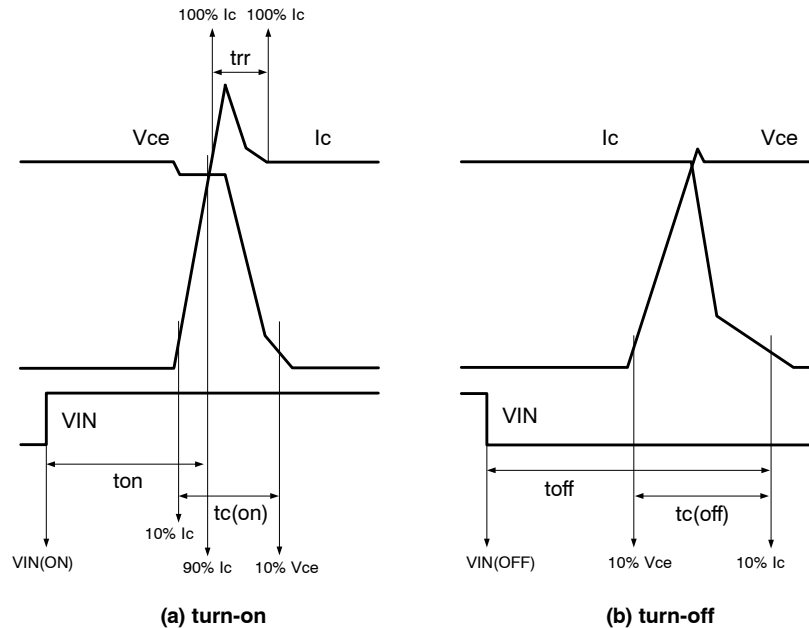 100% Ic 100% Ic
trr
Vce Ic
Ic Vce
VIN
VIN
ton
toff
tc(on)
tc(off)
10% Ic
VIN(ON)
90% Ic 10% Vce
VIN(OFF) 10% Vce 10% Ic
(a) turn-on (b) turn-off